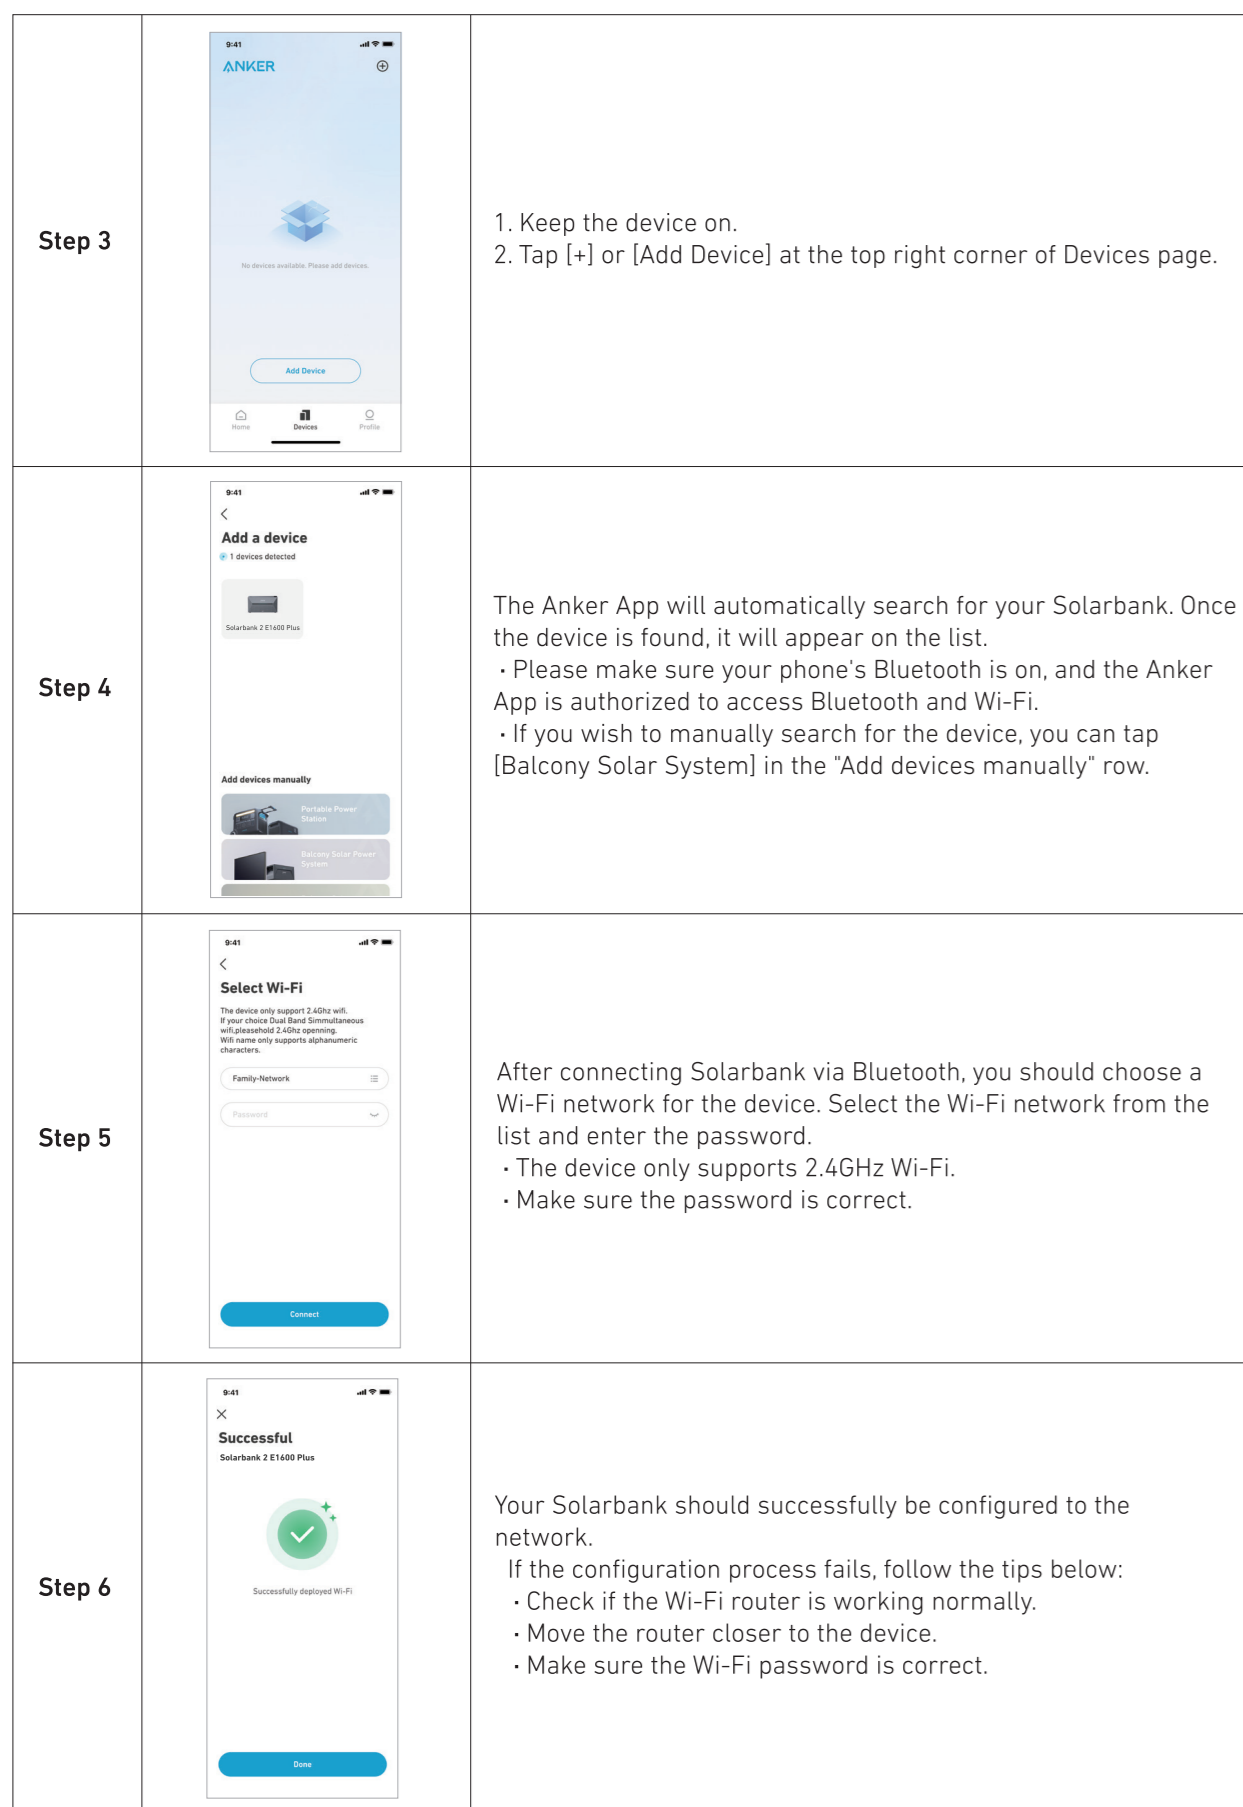 Step 3
9:41
ANKER
No devices available. Please add devices.
Add Device
Home
Devices
Profile
1. Keep the device on.
2. Tap [+] or [Add Device] at the top right corner of Devices page.
Step 4
9:41
Add a device
1 devices detected
Solarbank 2 E1600 Plus
Add devices manually
Portable Power
Station
Balcony Solar Power
System
The Anker App will automatically search for your Solarbank. Once
the device is found, it will appear on the list.
· Please make sure your phone's Bluetooth is on, and the Anker
App is authorized to access Bluetooth and Wi-Fi.
· If you wish to manually search for the device, you can tap
[Balcony Solar System] in the "Add devices manually" row.
Step 5
9:41
Select Wi-Fi
The device only support 2.4Ghz wifi.
If your choice Dual Band Simmultaneous
wifi,pleasehold 2.4Ghz openning.
Wifi name only supports alphanumeric
characters.
Family-Network
Password
Connect
After connecting Solarbank via Bluetooth, you should choose a
Wi-Fi network for the device. Select the Wi-Fi network from the
list and enter the password.
· The device only supports 2.4GHz Wi-Fi.
· Make sure the password is correct.
Step 6
9:41
Successful
Solarbank 2 E1600 Plus
Successfully deployed Wi-Fi
Done
Your Solarbank should successfully be configured to the
network.
If the configuration process fails, follow the tips below:
· Check if the Wi-Fi router is working normally.
· Move the router closer to the device.
· Make sure the Wi-Fi password is correct.